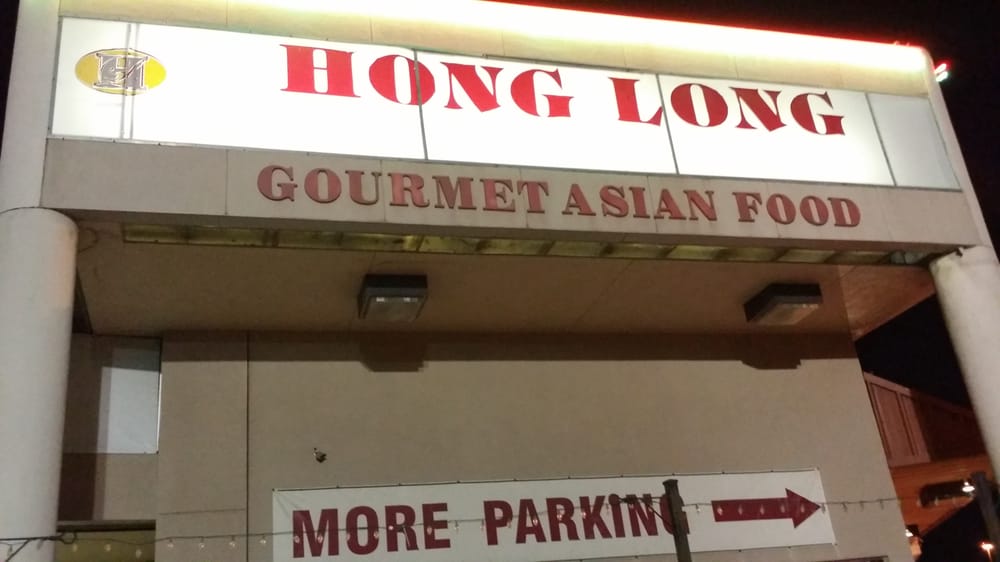 H
HONG LONG
GOURMET ASIAN FOOD
MORE PARKING